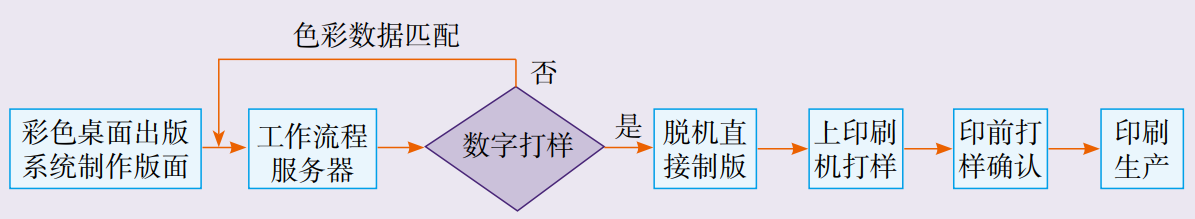 色彩数据匹配
否
彩色桌面出版
系统制作版面
工作流程
服务器
数字打样
是
脱机直
接制版
上印刷
机打样
印前打
样确认
印刷
生产